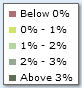 Below 0%
0% - 1%
1% - 2%
2% - 3%
Above 3%